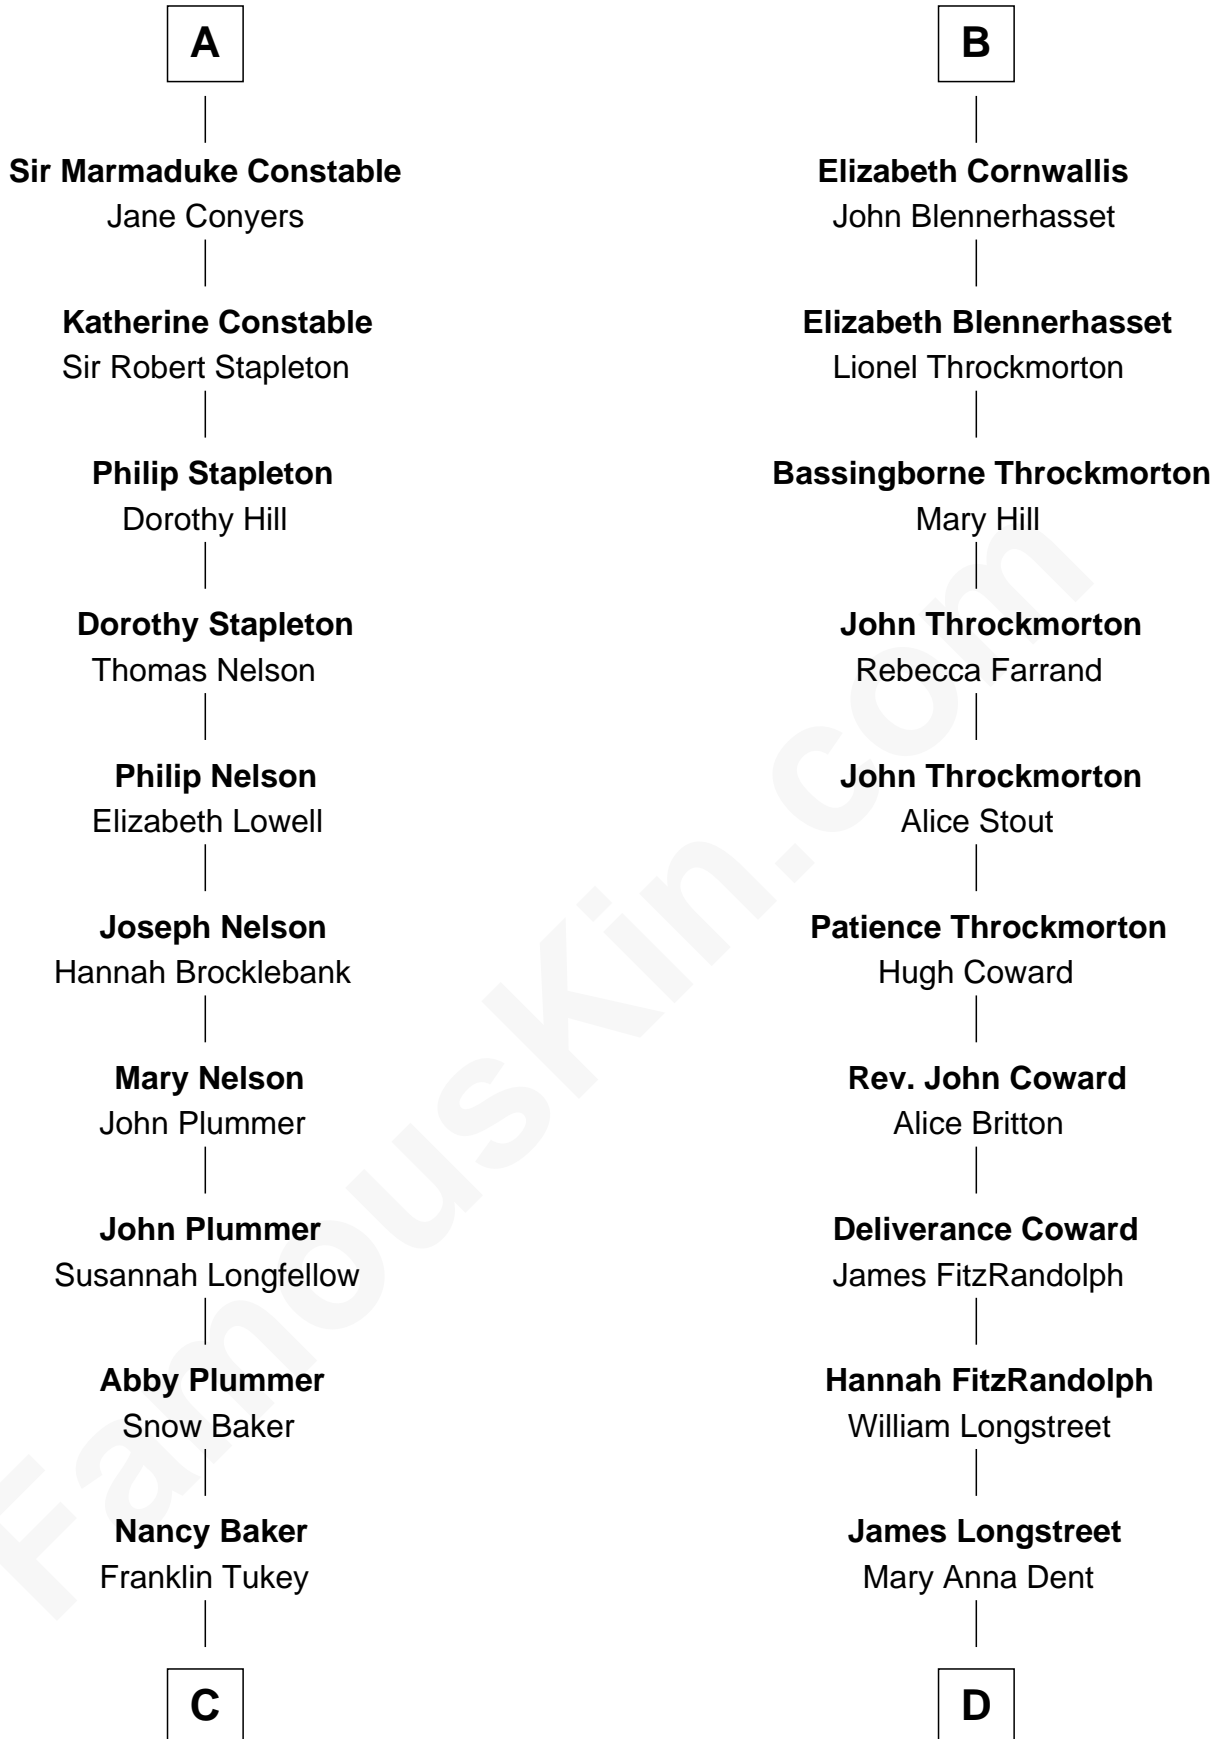 A
Sir Marmaduke Constable
Jane Conyers
Katherine Constable
Sir Robert Stapleton
Philip Stapleton
Dorothy Hill
Dorothy Stapleton
Thomas Nelson
Philip Nelson
Elizabeth Lowell
Joseph Nelson
Hannah Brocklebank
Mary Nelson
John Plummer
John Plummer
Susannah Longfellow
Abby Plummer
Snow Baker
Nancy Baker
Franklin Tukey
C
B
Elizabeth Cornwallis
John Blennerhasset
Elizabeth Blennerhasset
Lionel Throckmorton
Bassingborne Throckmorton
Mary Hill
John Throckmorton
Rebecca Farrand
John Throckmorton
Alice Stout
Patience Throckmorton
Hugh Coward
Rev. John Coward
Alice Britton
Deliverance Coward
James FitzRandolph
Hannah FitzRandolph
William Longstreet
James Longstreet
Mary Anna Dent
D
FamousKin.com